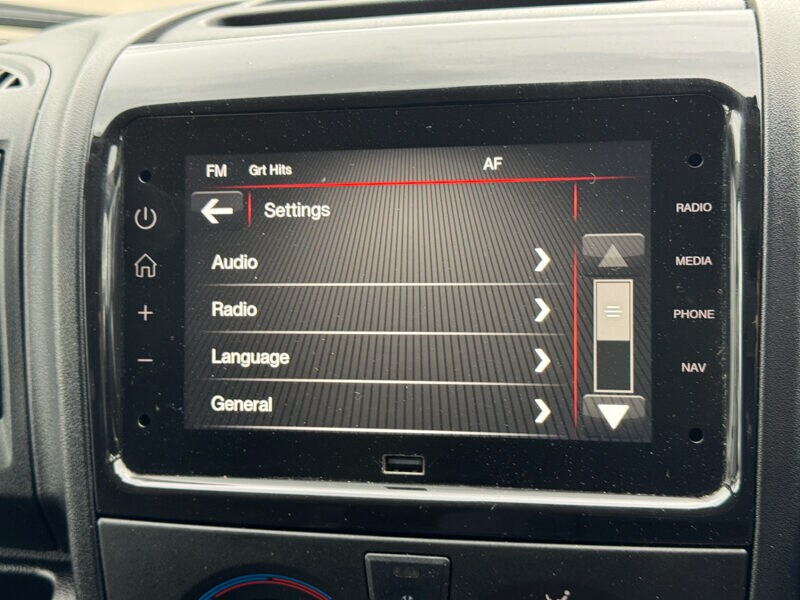 FM Grt Hits AF
Settings
Audio
Radio
Language
General
RADIO
MEDIA
PHONE
NAV